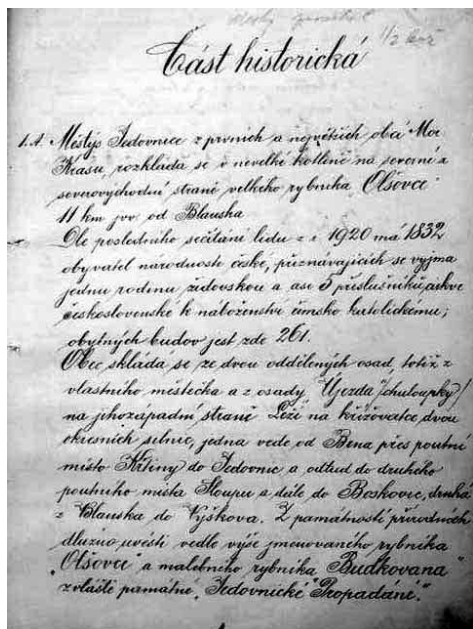 1/2
Část historická
1.A. Městys Jedovnice z prvních a největších obcí Mor.
Krasu, rozkládá se v nevelké kotlině na severní a
severovýchodní straně velkého rybníka Olšovce
11 km jv. od Blanska
Dle posledního sečítání lidu z r. 1920 má 1832
obyvatel národnosti české, přiznávajících se vyjma
jednu rodinu židovskou a asi 5 příslušníků církve
československé k náboženství římsko katolickému;
obytných budov jest zde 261.
Obec skládá se ze dvou oddělených osad, totiž z
vlastního městečka a z osady Újezda /chaloupky/
na jihozápadní straně. Leží na křižovatce dvou
okresních silnic, jedna vede od Brna přes poutní
místo Křtiny do Jedovnic a odtud do druhého
poutního místa Sloupu a dále do Boskovic, druhá
z Blanska do Vyškova. Z památností přírodních
dlužno uvésti vedle výše jmenovaného rybníka
„Olšovce" a malebného rybníka Budkovana"
zvláště památné „Jedovnické Propadání."